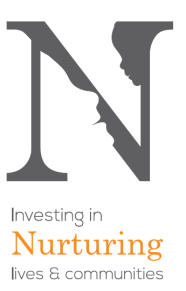 N
Investing in
Nurturing
lives & communities